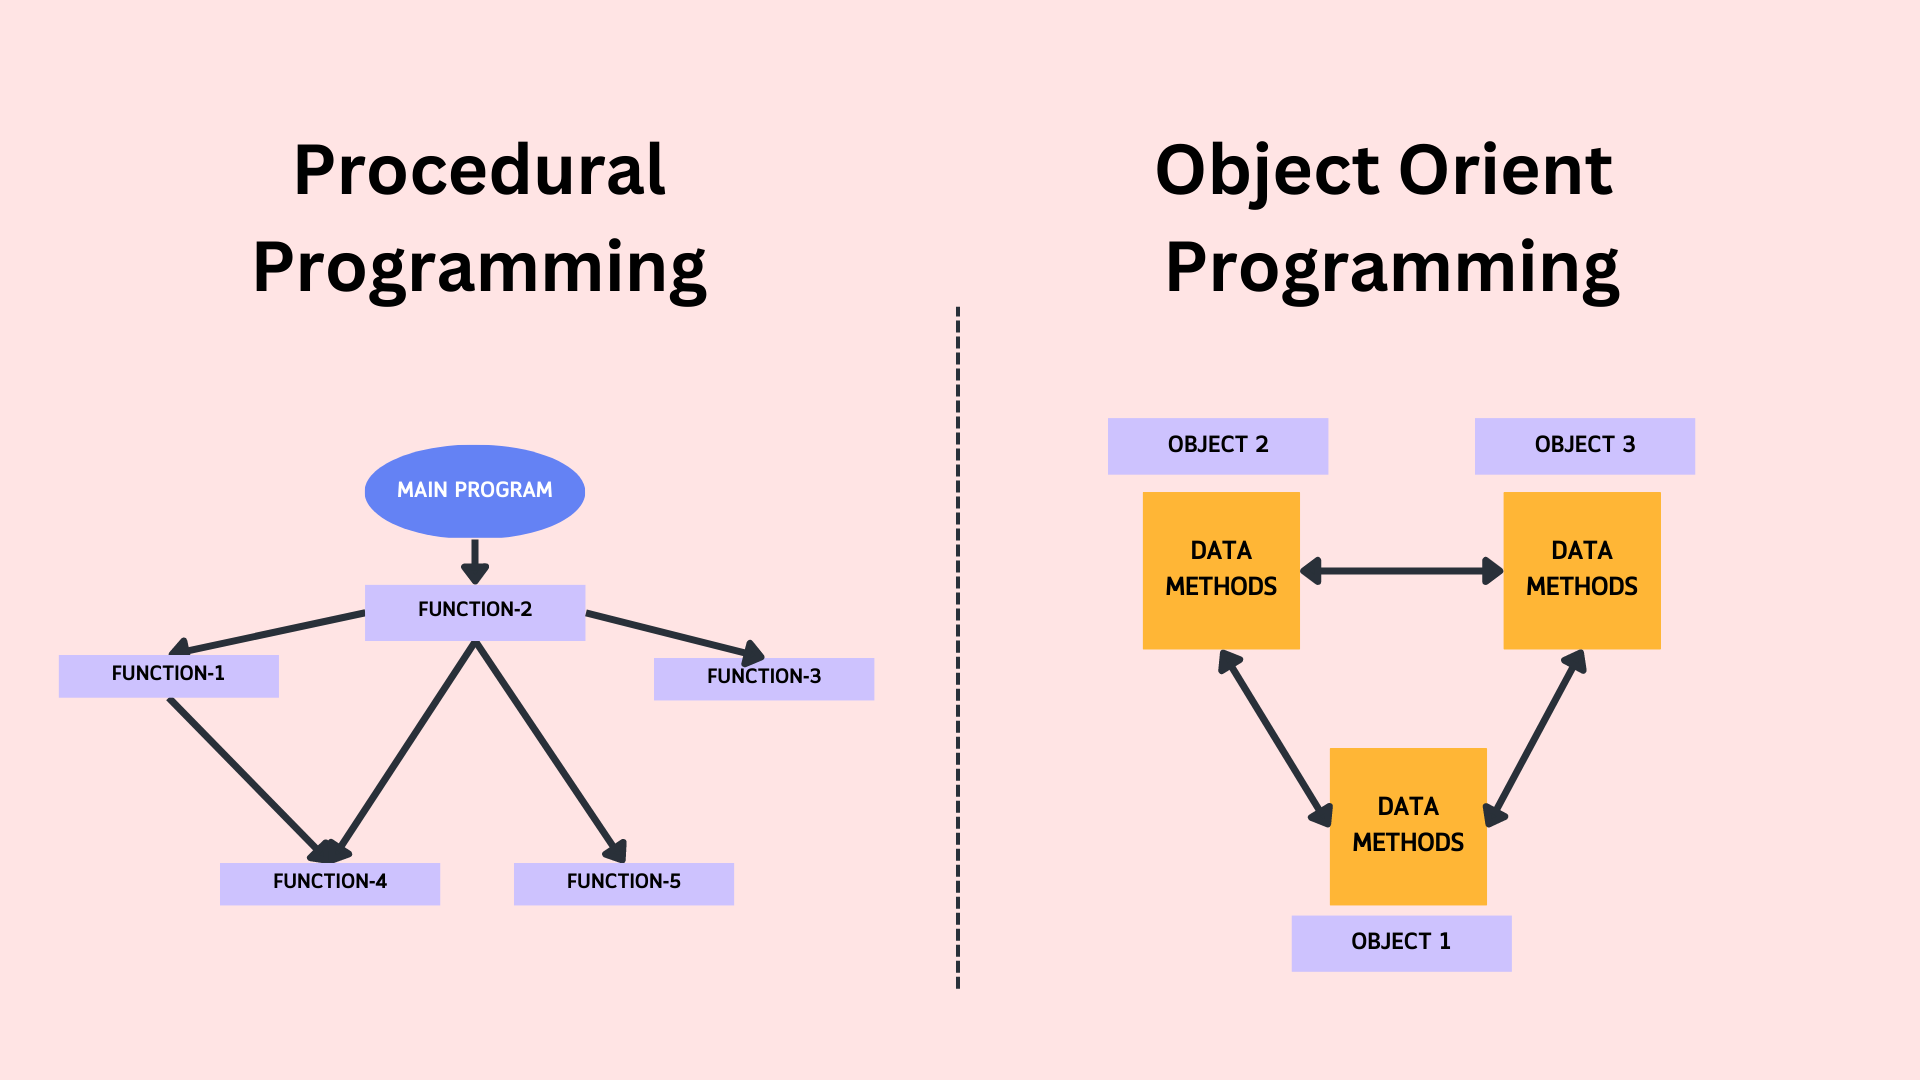 Procedural
Programming
Object Orient
Programming
MAIN PROGRAM
FUNCTION-2
FUNCTION-1
FUNCTION-3
FUNCTION-4
FUNCTION-5
OBJECT 2
OBJECT 3
DATA
METHODS
DATA
METHODS
DATA
METHODS
OBJECT 1